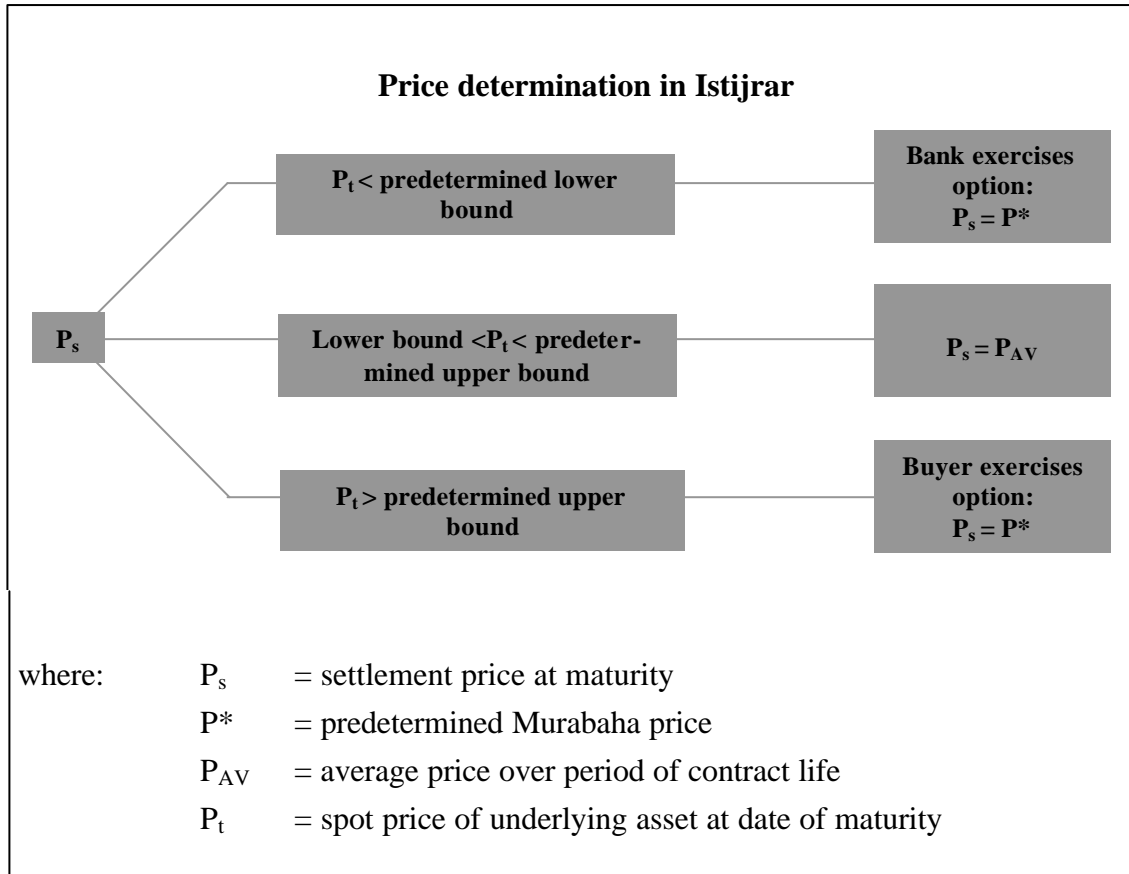 Price determination in Istijrar
Pt < predetermined lower
bound
Bank exercises
option:
Ps = P*
Ps
Lower bound <Pt < predeter-
mined upper bound
Ps = PAV
Pt > predetermined upper
bound
Buyer exercises
option:
Ps = P*
where: Ps = settlement price at maturity
P* = predetermined Murabaha price
PAV = average price over period of contract life
Pt = spot price of underlying asset at date of maturity